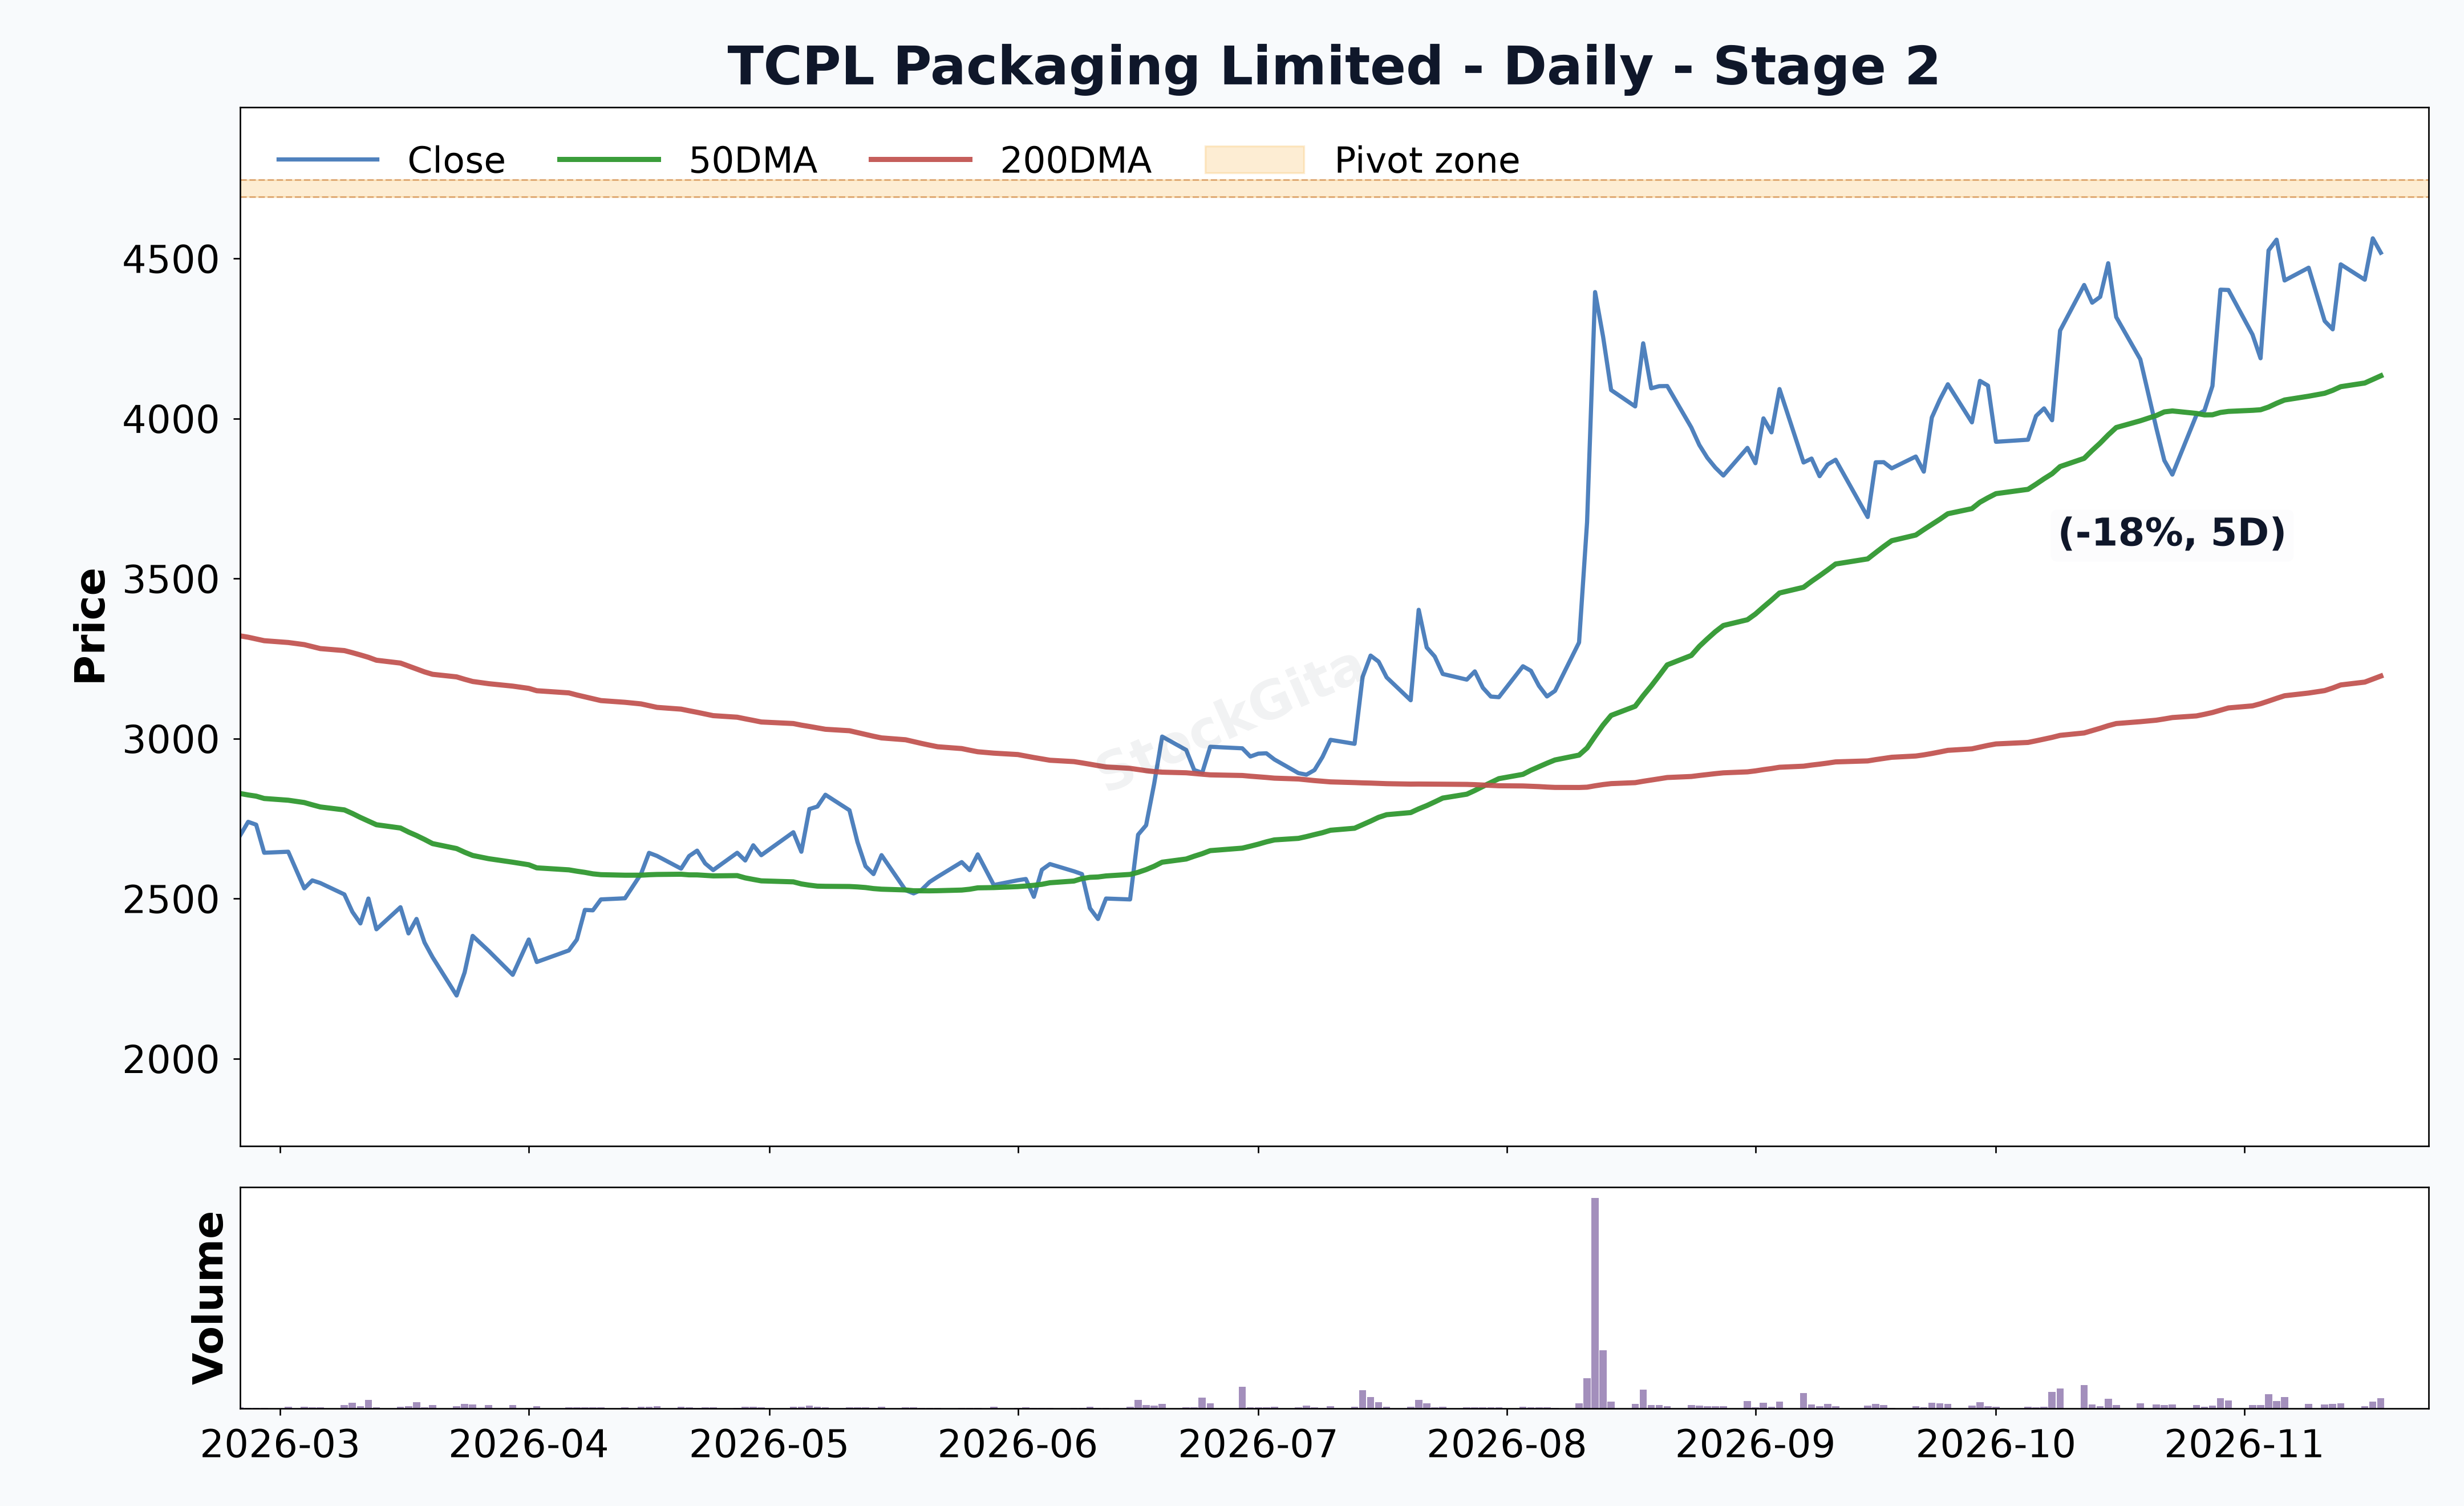 TCPL Packaging Limited - Daily - Stage 2
Close 50DMA 200DMA Pivot zone
4500
4000
3500
3000
2500
2000
Price
(-18%, 5D)
StockGita
Volume
2026-03 2026-04 2026-05 2026-06 2026-07 2026-08 2026-09 2026-10 2026-11